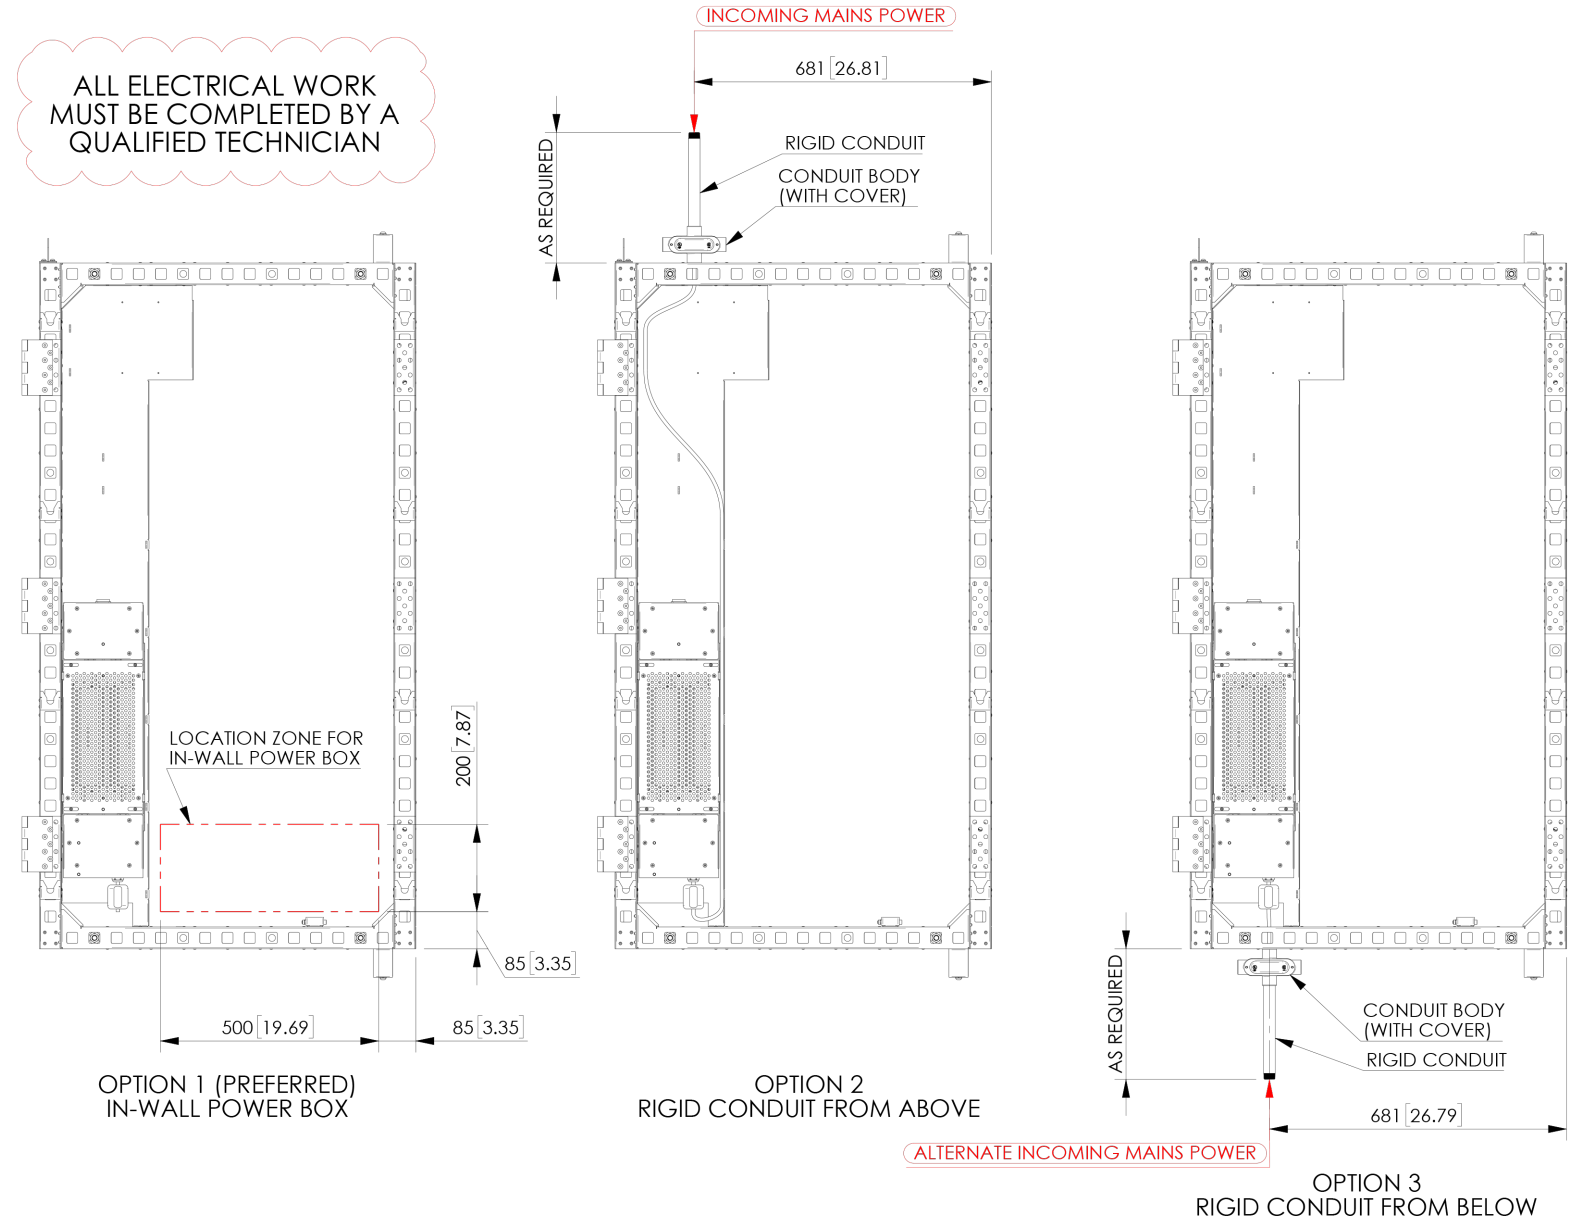 INCOMING MAINS POWER
ALL ELECTRICAL WORK
MUST BE COMPLETED BY A
QUALIFIED TECHNICIAN
681 [26.81]
AS REQUIRED
RIGID CONDUIT
CONDUIT BODY
(WITH COVER)
LOCATION ZONE FOR
IN-WALL POWER BOX
200 [7.87]
85 [3.35]
500 [19.69]
85 [3.35]
OPTION 1 (PREFERRED)
IN-WALL POWER BOX
OPTION 2
RIGID CONDUIT FROM ABOVE
AS REQUIRED
CONDUIT BODY
(WITH COVER)
RIGID CONDUIT
681 [26.79]
ALTERNATE INCOMING MAINS POWER
OPTION 3
RIGID CONDUIT FROM BELOW